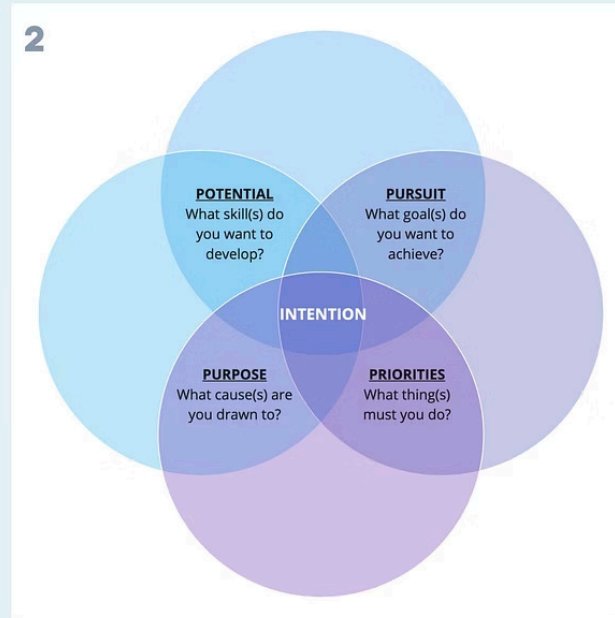 2
POTENTIAL
What skill(s) do
you want to
develop?
PURSUIT
What goal(s) do
you want to
achieve?
INTENTION
PURPOSE
What cause(s) are
you drawn to?
PRIORITIES
What thing(s)
must you do?